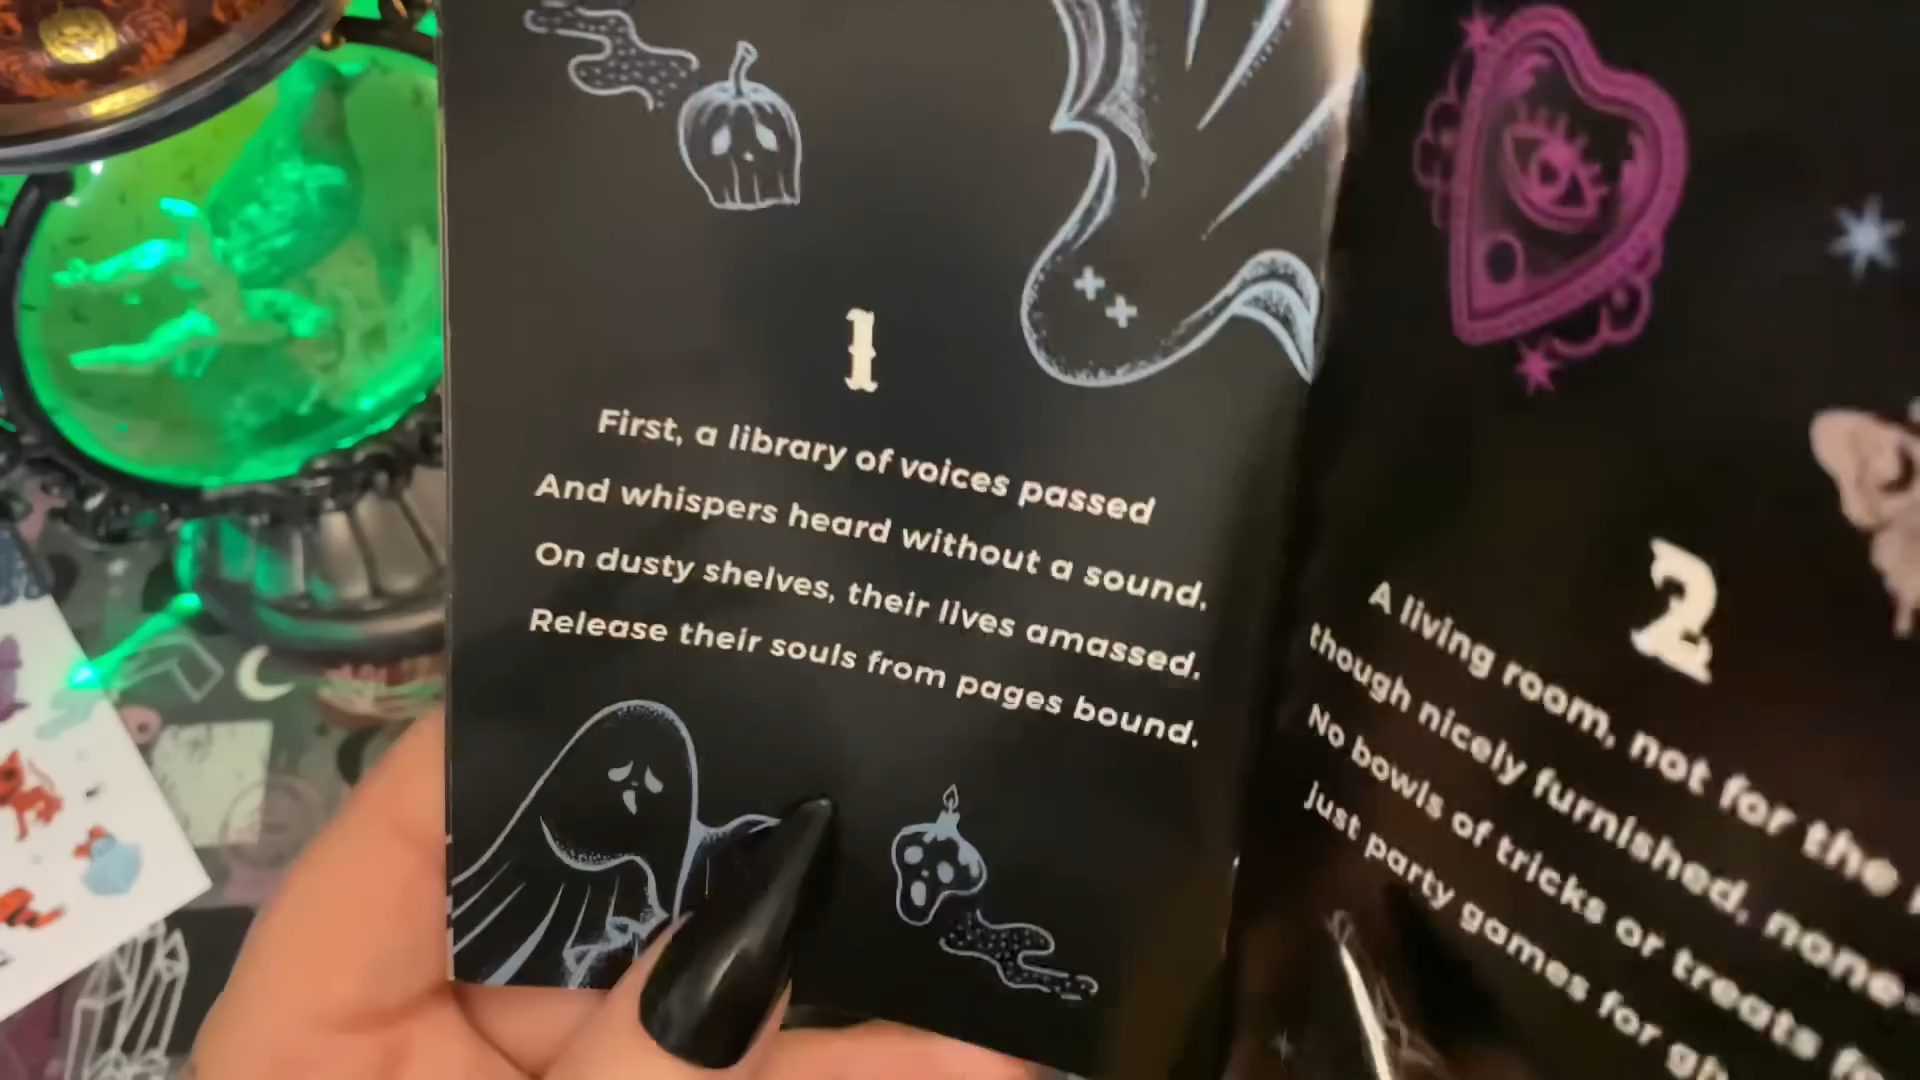 1
First, a library of voices passed
And whispers heard without a sound.
On dusty shelves, their lives amassed.
Release their souls from pages bound.
2
A living room, not for the
though nicely furnished, none-
No bowls of tricks or treats
just party games for